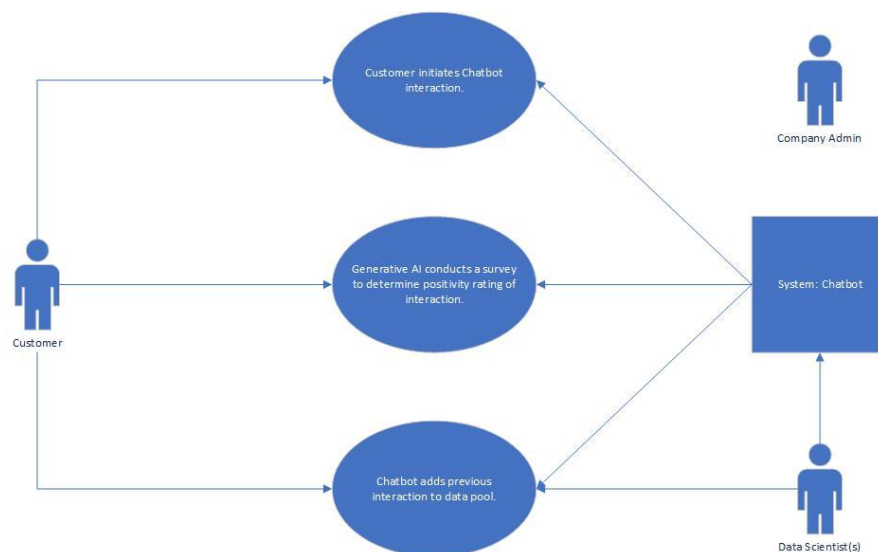 Customer initiates Chatbot
interaction.
Company Admin
Generative AI conducts a survey
to determine positivity rating of
interaction.
System: Chatbot
Customer
Chatbot adds previous
interaction to data pool.
Data Scientist(s)